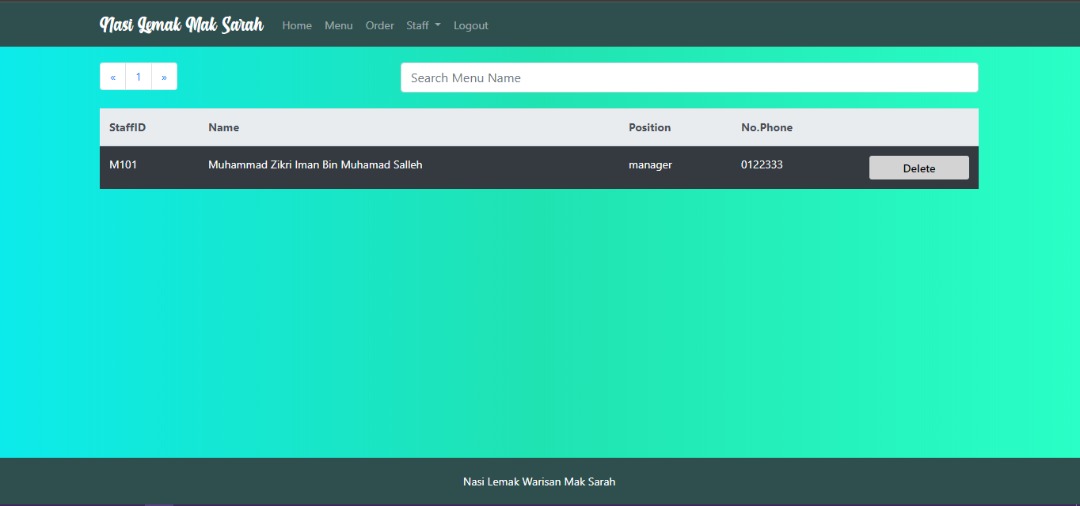 Nasi Lemak Mak Sarah Home Menu Order Staff Logout
« 1 » Search Menu Name
StaffID Name Position No.Phone
M101 Muhammad Zikri Iman Bin Muhamad Salleh manager 0122333 Delete
Nasi Lemak Warisan Mak Sarah